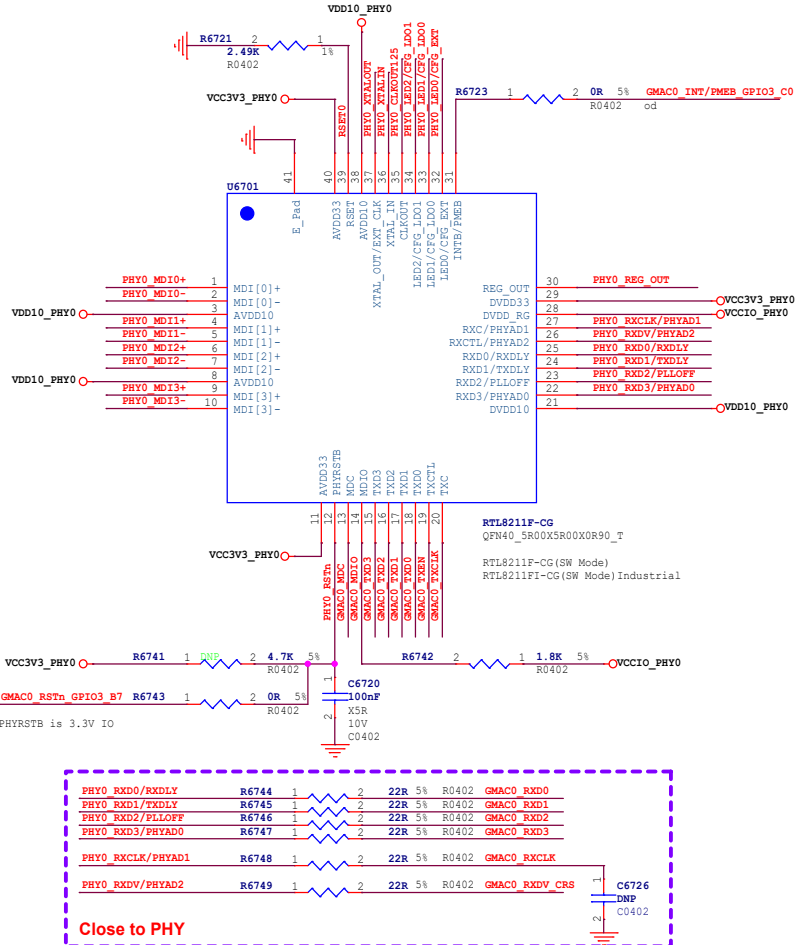 VDD10_PHY0
R6721 2 1
2.49K 1%
R0402
VCC3V3_PHY0
RSET0
PHY0_XTALOUT
PHY0_XTALIN
PHY0_CLKOUT125
PHY0_LED2/CFG_LDO1
PHY0_LED1/CFG_LDO0
PHY0_LED0/CFG_EXT
R6723 1 2 0R 5% GMAC0_INT/PMEB_GPIO3_C0
R0402 od
41 40 39 38 37 36 35 34 33 32 31
U6701
E_Pad
AVDD33
RSET
AVDD10
XTAL_OUT/EXT_CLK
XTAL_IN
CLKOUT
LED2/CFG_LDO1
LED1/CFG_LDO0
LED0/CFG_EXT
INTB/PMEB
PHY0_MDI0+ 1 MDI[0]+
PHY0_MDI0- 2 MDI[0]-
VDD10_PHY0 3 AVDD10
PHY0_MDI1+ 4 MDI[1]+
PHY0_MDI1- 5 MDI[1]-
PHY0_MDI2+ 6 MDI[2]+
PHY0_MDI2- 7 MDI[2]-
VDD10_PHY0 8 AVDD10
PHY0_MDI3+ 9 MDI[3]+
PHY0_MDI3- 10 MDI[3]-
REG_OUT 30 PHY0_REG_OUT
DVDD33 29 VCC3V3_PHY0
DVDD_RG 28 VCCIO_PHY0
RXC/PHYAD1 27 PHY0_RXCLK/PHYAD1
RXCTL/PHYAD2 26 PHY0_RXDV/PHYAD2
RXD0/RXDLY 25 PHY0_RXD0/RXDLY
RXD1/TXDLY 24 PHY0_RXD1/TXDLY
RXD2/PLLOFF 23 PHY0_RXD2/PLLOFF
RXD3/PHYAD0 22 PHY0_RXD3/PHYAD0
DVDD10 21 VDD10_PHY0
AVDD33
PHYRSTB
MDC
MDIO
TXD3
TXD2
TXD1
TXD0
TXCTL
TXC
11 12 13 14 15 16 17 18 19 20
VCC3V3_PHY0
PHY0_RSTn
GMAC0_MDC
GMAC0_MDIO
GMAC0_TXD3
GMAC0_TXD2
GMAC0_TXD1
GMAC0_TXD0
GMAC0_TXEN
GMAC0_TXCLK
RTL8211F-CG
QFN40_5R00X5R00X0R90_T
RTL8211F-CG(SW Mode)
RTL8211FI-CG(SW Mode)Industrial
VCC3V3_PHY0 R6741 1 DNP 2 4.7K 5%
R0402
R6742 2 1 1.8K 5% VCCIO_PHY0
R0402
GMAC0_RSTn_GPIO3_B7 R6743 1 2 0R 5%
R0402
PHYRSTB is 3.3V IO
1
C6720
100nF
X5R
10V
C0402
2
PHY0_RXD0/RXDLY R6744 1 2 22R 5% R0402 GMAC0_RXD0
PHY0_RXD1/TXDLY R6745 1 2 22R 5% R0402 GMAC0_RXD1
PHY0_RXD2/PLLOFF R6746 1 2 22R 5% R0402 GMAC0_RXD2
PHY0_RXD3/PHYAD0 R6747 1 2 22R 5% R0402 GMAC0_RXD3
PHY0_RXCLK/PHYAD1 R6748 1 2 22R 5% R0402 GMAC0_RXCLK
PHY0_RXDV/PHYAD2 R6749 1 2 22R 5% R0402 GMAC0_RXDV_CRS
1
C6726
DNP
C0402
2
Close to PHY